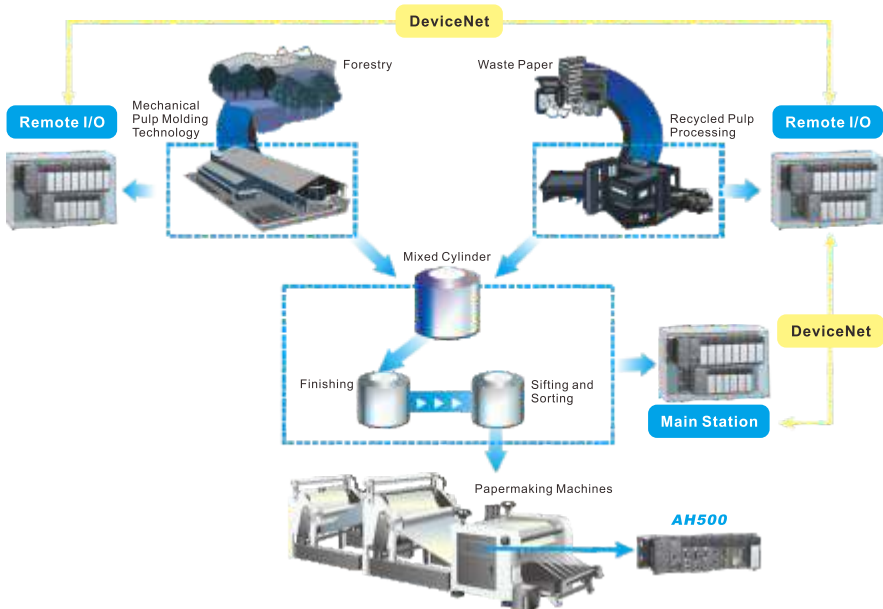 DeviceNet
Forestry
Waste Paper
Remote I/O
Mechanical
Pulp Molding
Technology
Recycled Pulp
Processing
Remote I/O
Mixed Cylinder
DeviceNet
Finishing
Sifting and
Sorting
Main Station
Papermaking Machines
AH500